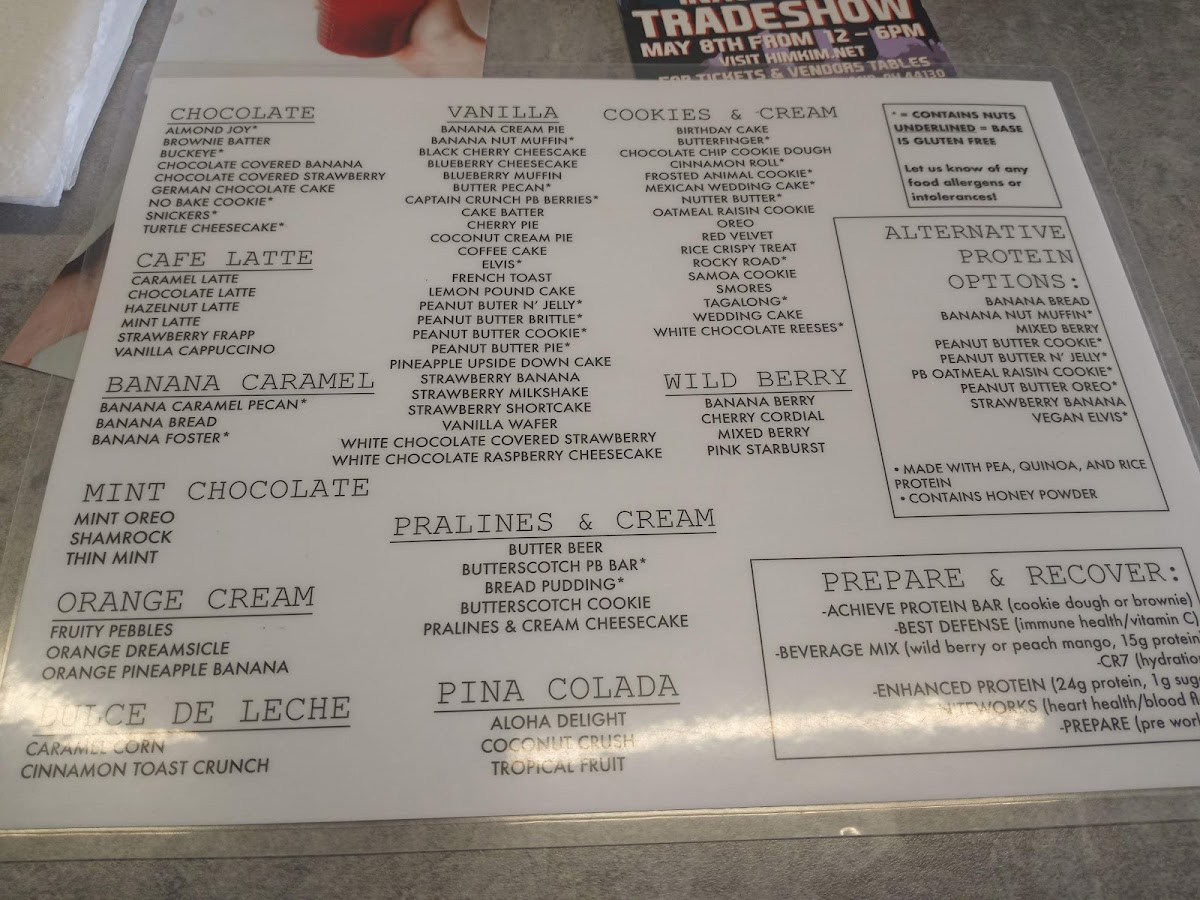 TRADESHOW
MAY 8TH FROM 12 – 6PM
VISIT KIMKIM.NET
FOR TICKETS & VENDORS TABLES
44130
CHOCOLATE
ALMOND JOY*
BROWNIE BATTER
BUCKEYE*
CHOCOLATE COVERED BANANA
CHOCOLATE COVERED STRAWBERRY
GERMAN CHOCOLATE CAKE
NO BAKE COOKIE*
SNICKERS*
TURTLE CHEESECAKE*
CAFE LATTE
CARAMEL LATTE
CHOCOLATE LATTE
HAZELNUT LATTE
MINT LATTE
STRAWBERRY FRAPP
VANILLA CAPPUCCINO
BANANA CARAMEL
BANANA CARAMEL PECAN*
BANANA BREAD
BANANA FOSTER*
MINT CHOCOLATE
MINT OREO
SHAMROCK
THIN MINT
ORANGE CREAM
FRUITY PEBBLES
ORANGE DREAMSICLE
ORANGE PINEAPPLE BANANA
DULCE DE LECHE
CARAMEL CORN
CINNAMON TOAST CRUNCH
VANILLA
BANANA CREAM PIE
BANANA NUT MUFFIN*
BLACK CHERRY CHEESCAKE
BLUEBERRY CHEESECAKE
BLUEBERRY MUFFIN
BUTTER PECAN*
CAPTAIN CRUNCH PB BERRIES*
CAKE BATTER
CHERRY PIE
COCONUT CREAM PIE
COFFEE CAKE
ELVIS*
FRENCH TOAST
LEMON POUND CAKE
PEANUT BUTER N' JELLY*
PEANUT BUTTER BRITTLE*
PEANUT BUTTER COOKIE*
PEANUT BUTTER PIE*
PINEAPPLE UPSIDE DOWN CAKE
STRAWBERRY BANANA
STRAWBERRY MILKSHAKE
STRAWBERRY SHORTCAKE
VANILLA WAFER
WHITE CHOCOLATE COVERED STRAWBERRY
WHITE CHOCOLATE RASPBERRY CHEESECAKE
PRALINES & CREAM
BUTTER BEER
BUTTERSCOTCH PB BAR*
BREAD PUDDING*
BUTTERSCOTCH COOKIE
PRALINES & CREAM CHEESECAKE
PINA COLADA
ALOHA DELIGHT
COCONUT CRUSH
TROPICAL FRUIT
COOKIES & CREAM
BIRTHDAY CAKE
BUTTERFINGER*
CHOCOLATE CHIP COOKIE DOUGH
CINNAMON ROLL*
FROSTED ANIMAL COOKIE*
MEXICAN WEDDING CAKE*
NUTTER BUTTER*
OATMEAL RAISIN COOKIE
OREO
RED VELVET
RICE CRISPY TREAT
ROCKY ROAD*
SAMOA COOKIE
SMORES
TAGALONG*
WEDDING CAKE
WHITE CHOCOLATE REESES*
WILD BERRY
BANANA BERRY
CHERRY CORDIAL
MIXED BERRY
PINK STARBURST
* = CONTAINS NUTS
UNDERLINED = BASE
IS GLUTEN FREE
Let us know of any
food allergens or
intolerances!
ALTERNATIVE
PROTEIN
OPTIONS:
BANANA BREAD
BANANA NUT MUFFIN*
MIXED BERRY
PEANUT BUTTER COOKIE*
PEANUT BUTTER N' JELLY*
PB OATMEAL RAISIN COOKIE*
PEANUT BUTTER OREO*
STRAWBERRY BANANA
VEGAN ELVIS*
• MADE WITH PEA, QUINOA, AND RICE
PROTEIN
• CONTAINS HONEY POWDER
PREPARE & RECOVER:
-ACHIEVE PROTEIN BAR (cookie dough or brownie)
-BEST DEFENSE (immune health/vitamin C)
-BEVERAGE MIX (wild berry or peach mango, 15g protein
-CR7 (hydration
-ENHANCED PROTEIN (24g protein, 1g
(heart health/blood
-PREPARE (pre